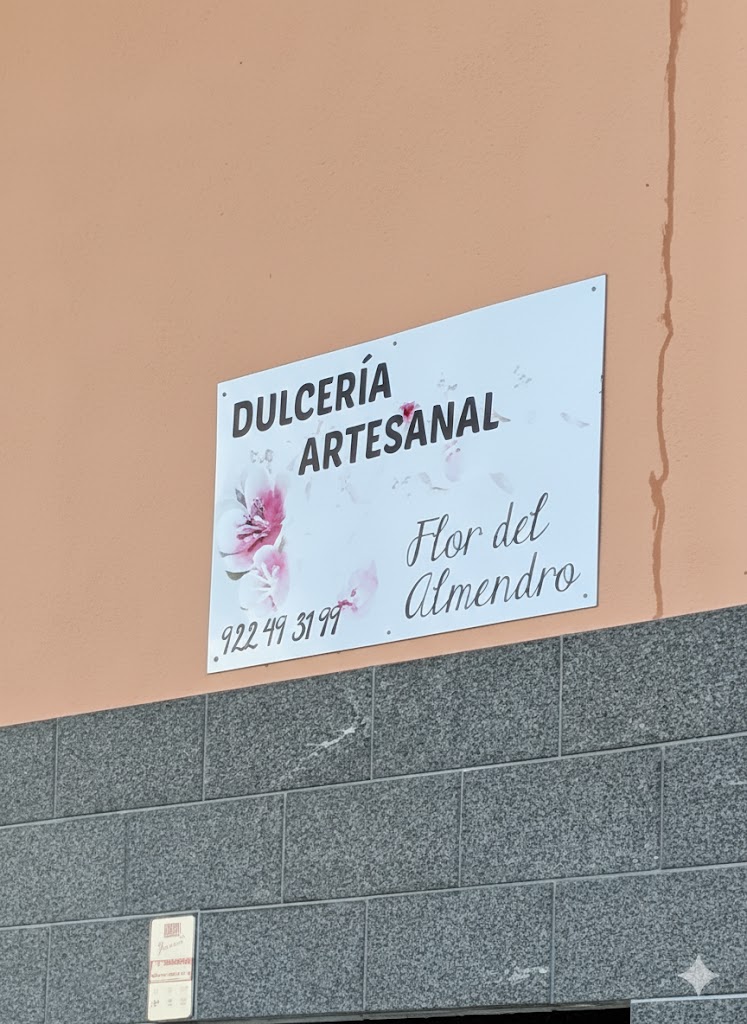 DULCERÍA
ARTESANAL
Flor del
Almendro
922 49 31 99